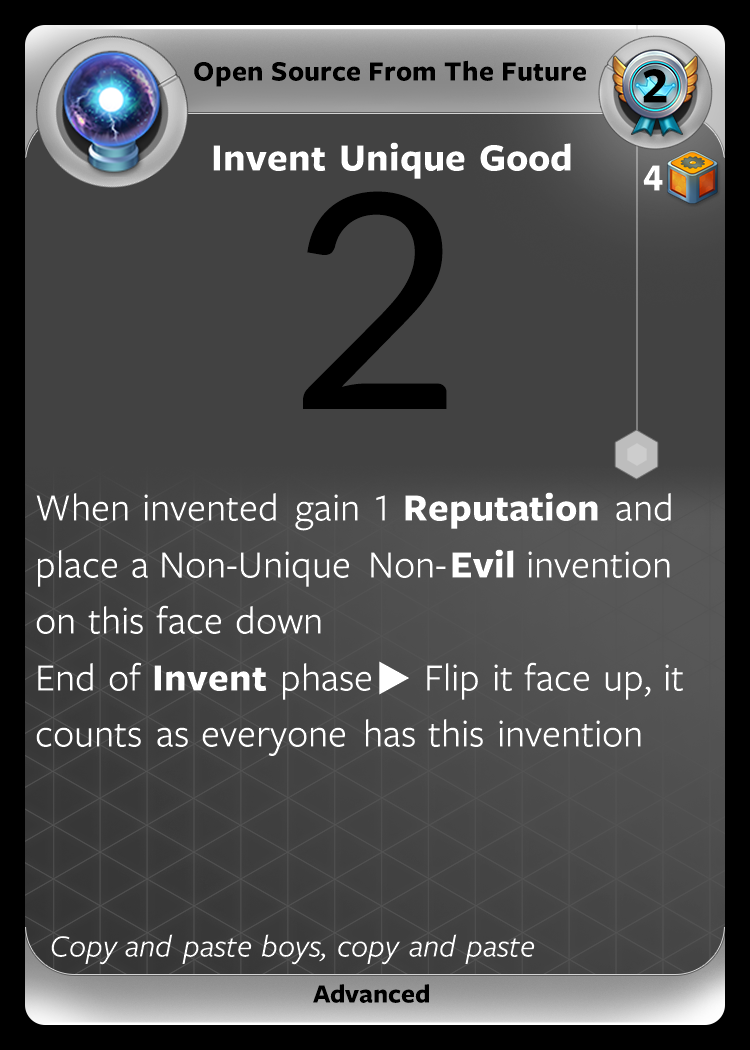 Open Source From The Future
2
Invent Unique Good
4
2
When invented gain 1 Reputation and
place a Non-Unique Non-Evil invention
on this face down
End of Invent phase▶ Flip it face up, it
counts as everyone has this invention
Copy and paste boys, copy and paste
Advanced